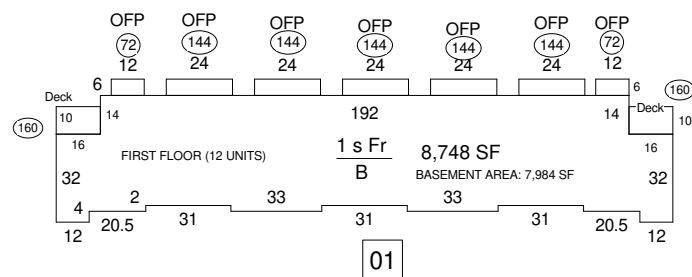 OFP OFP OFP OFP OFP OFP OFP
72 144 144 144 144 144 72
12 24 24 24 24 24 12
6 6
Deck 160
10 14 192 14 Deck 10
160
16 1 s Fr 8,748 SF 16
FIRST FLOOR (12 UNITS)
B BASEMENT AREA: 7,984 SF
32 32
2 33 33
4
20.5 31 31 31 20.5
12 12
01